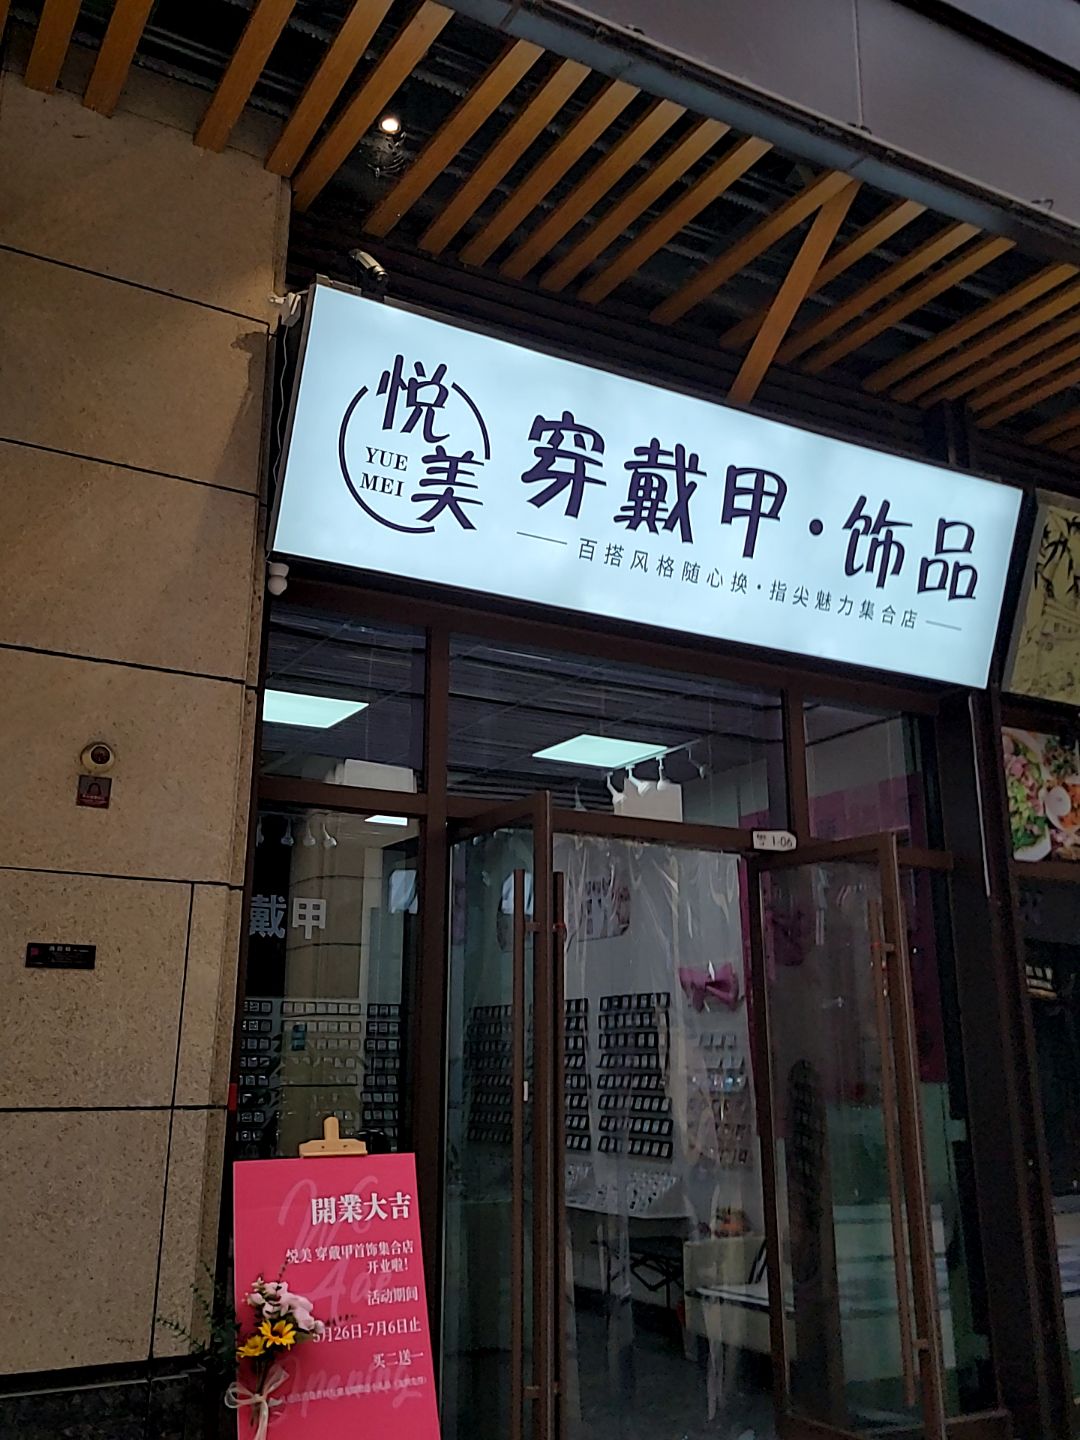 悦美
YUE
MEI
穿戴甲·饰品
百搭风格随心换·指尖魅力集合店
1-06
戴甲
開業大吉
悦美 穿戴甲首饰集合店
开业啦!
活动期间
月26日-7月6日止
买二送一